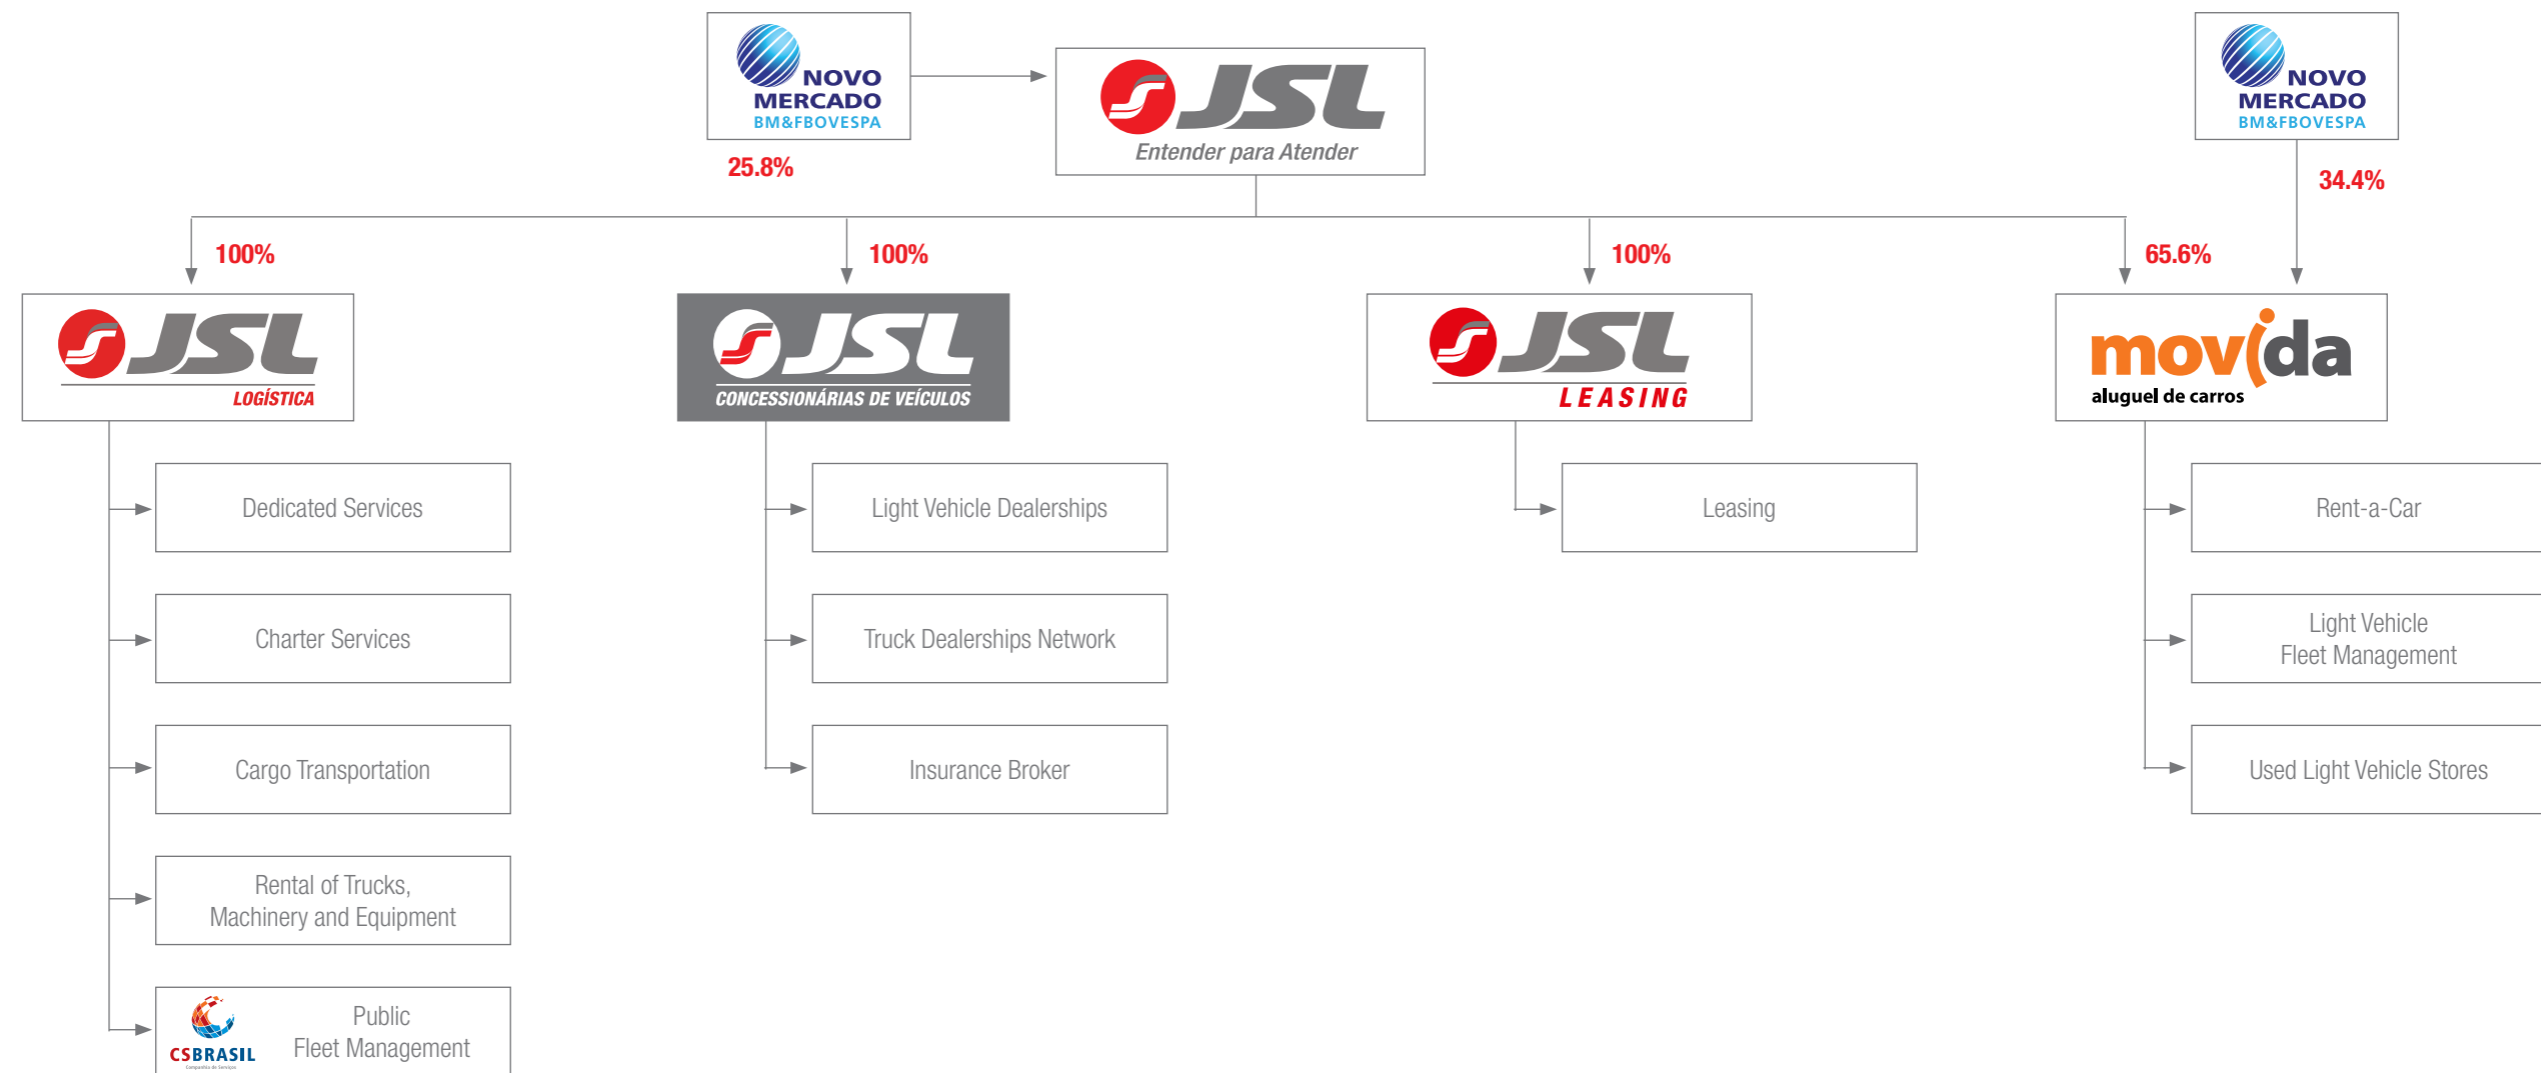 NOVO
MERCADO
BM&FBOVESPA
25.8%
JSL
Entender para Atender
NOVO
MERCADO
BM&FBOVESPA
34.4%
100%
100%
100%
65.6%
JSL
LOGÍSTICA
JSL
CONCESSIONÁRIAS DE VEÍCULOS
JSL
LEASING
movida
aluguel de carros
Dedicated Services
Charter Services
Cargo Transportation
Rental of Trucks,
Machinery and Equipment
CSBRASIL
Companhia de Serviços
Public
Fleet Management
Light Vehicle Dealerships
Truck Dealerships Network
Insurance Broker
Leasing
Rent-a-Car
Light Vehicle
Fleet Management
Used Light Vehicle Stores